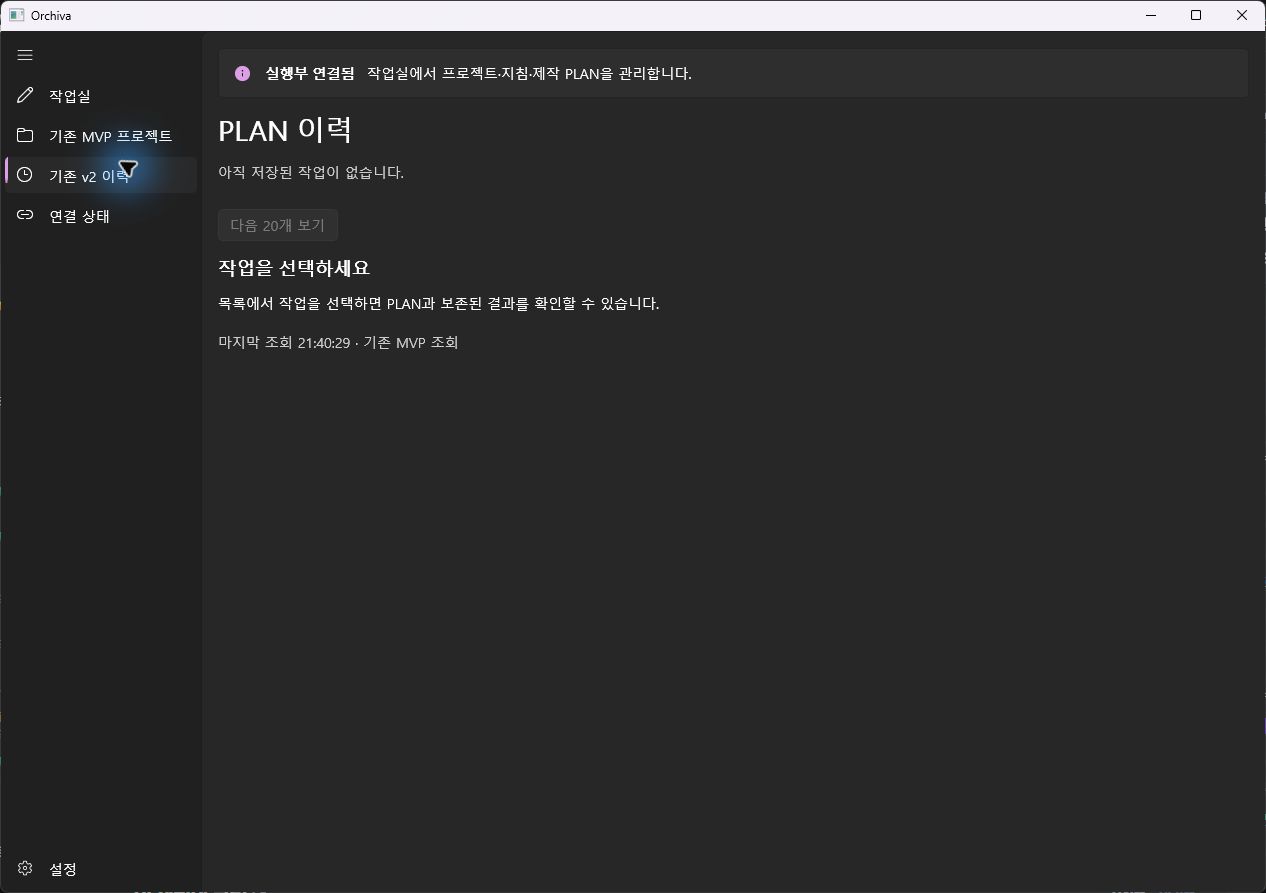 Orchiva
실행부 연결됨 작업실에서 프로젝트·지침·제작 PLAN을 관리합니다.
작업실
기존 MVP 프로젝트
기존 v2 이력
연결 상태
설정
PLAN 이력
아직 저장된 작업이 없습니다.
다음 20개 보기
작업을 선택하세요
목록에서 작업을 선택하면 PLAN과 보존된 결과를 확인할 수 있습니다.
마지막 조회 21:40:29 · 기존 MVP 조회